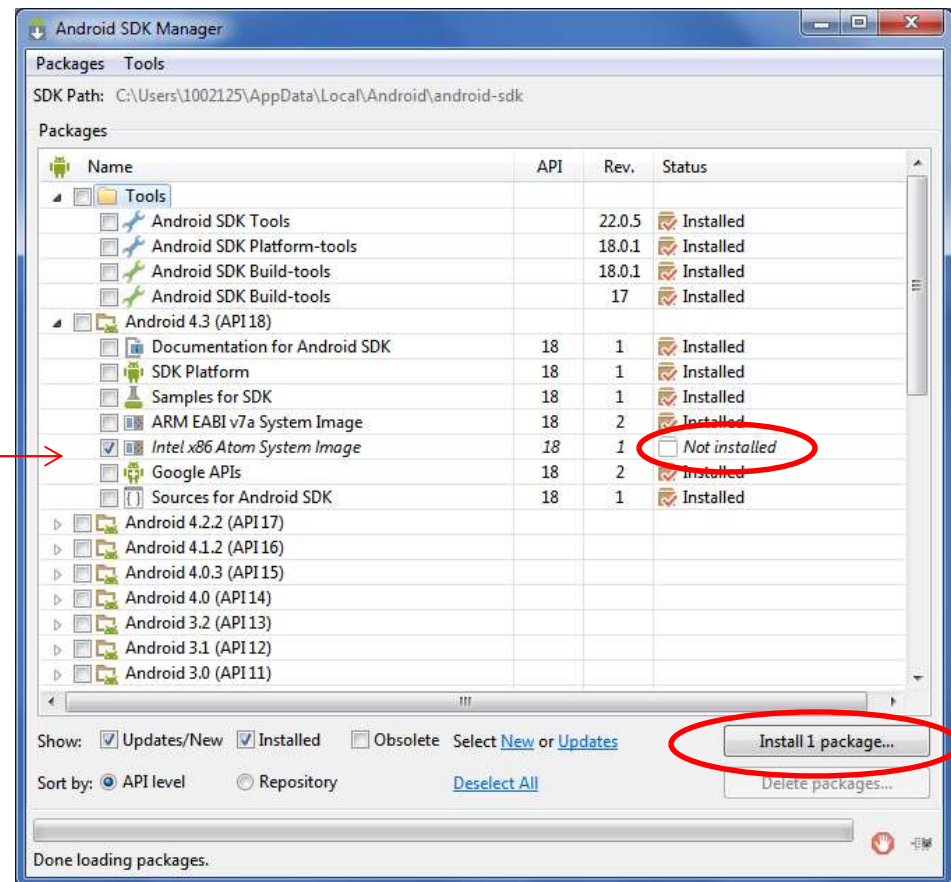 Android SDK Manager
Packages Tools
SDK Path: C:\Users\1002125\AppData\Local\Android\android-sdk
Packages
Name API Rev. Status
Tools
Android SDK Tools 22.0.5 Installed
Android SDK Platform-tools 18.0.1 Installed
Android SDK Build-tools 18.0.1 Installed
Android SDK Build-tools 17 Installed
Android 4.3 (API 18)
Documentation for Android SDK 18 1 Installed
SDK Platform 18 1 Installed
Samples for SDK 18 1 Installed
ARM EABI v7a System Image 18 2 Installed
Intel x86 Atom System Image 18 1 Not installed
Google APIs 18 2 Installed
Sources for Android SDK 18 1 Installed
Android 4.2.2 (API 17)
Android 4.1.2 (API 16)
Android 4.0.3 (API 15)
Android 4.0 (API 14)
Android 3.2 (API 13)
Android 3.1 (API 12)
Android 3.0 (API 11)
Show: Updates/New Installed Obsolete Select New or Updates Install 1 package...
Sort by: API level Repository Deselect All Delete packages...
Done loading packages.